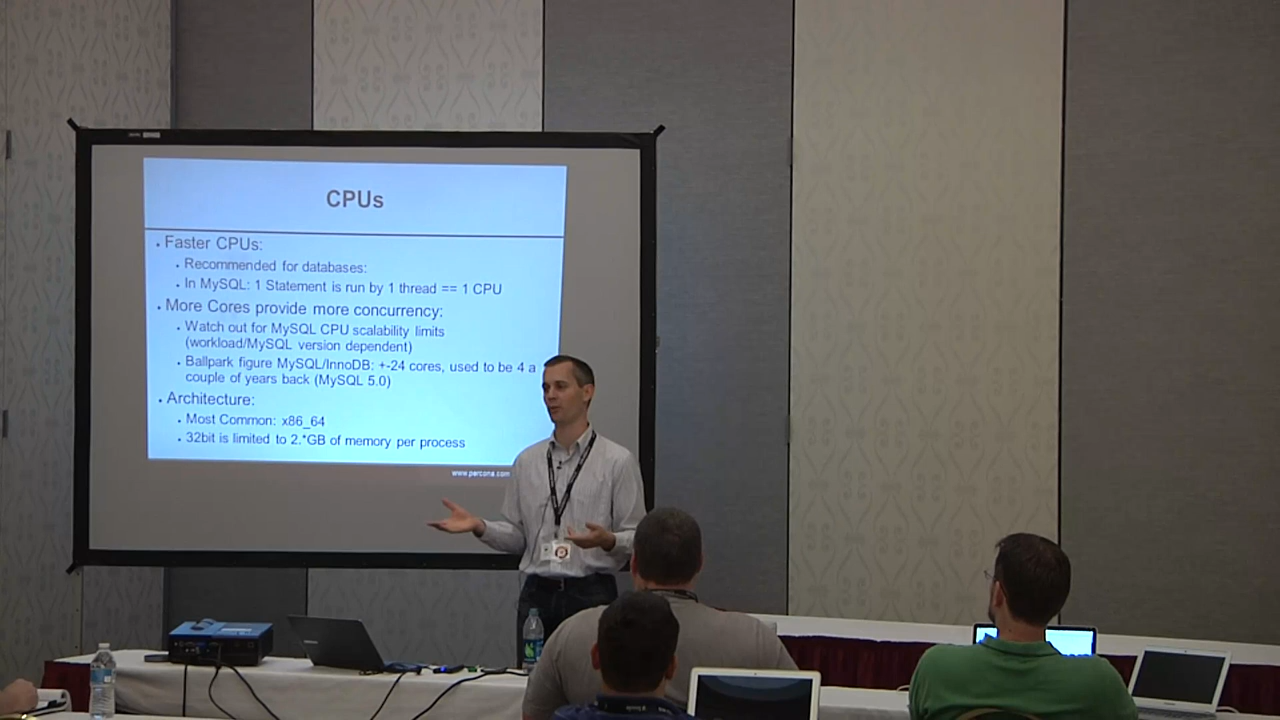 CPUs
• Faster CPUs:
• Recommended for databases:
• In MySQL: 1 Statement is run by 1 thread == 1 CPU
• More Cores provide more concurrency:
• Watch out for MySQL CPU scalability limits
(workload/MySQL version dependent)
• Ballpark figure MySQL/InnoDB: +-24 cores, used to be 4 a
couple of years back (MySQL 5.0)
• Architecture:
• Most Common: x86_64
• 32bit is limited to 2.*GB of memory per process
www.percona.com